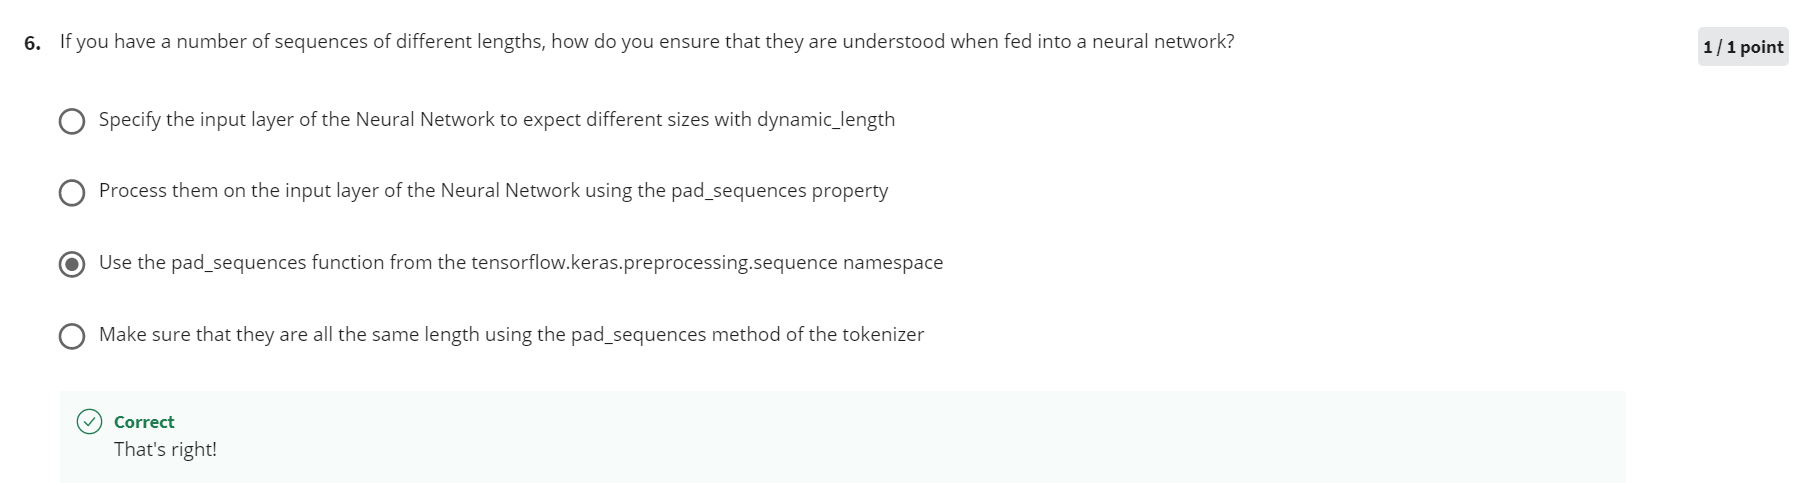 6. If you have a number of sequences of different lengths, how do you ensure that they are understood when fed into a neural network?
1 / 1 point
Specify the input layer of the Neural Network to expect different sizes with dynamic_length
Process them on the input layer of the Neural Network using the pad_sequences property
Use the pad_sequences function from the tensorflow.keras.preprocessing.sequence namespace
Make sure that they are all the same length using the pad_sequences method of the tokenizer
Correct
That's right!